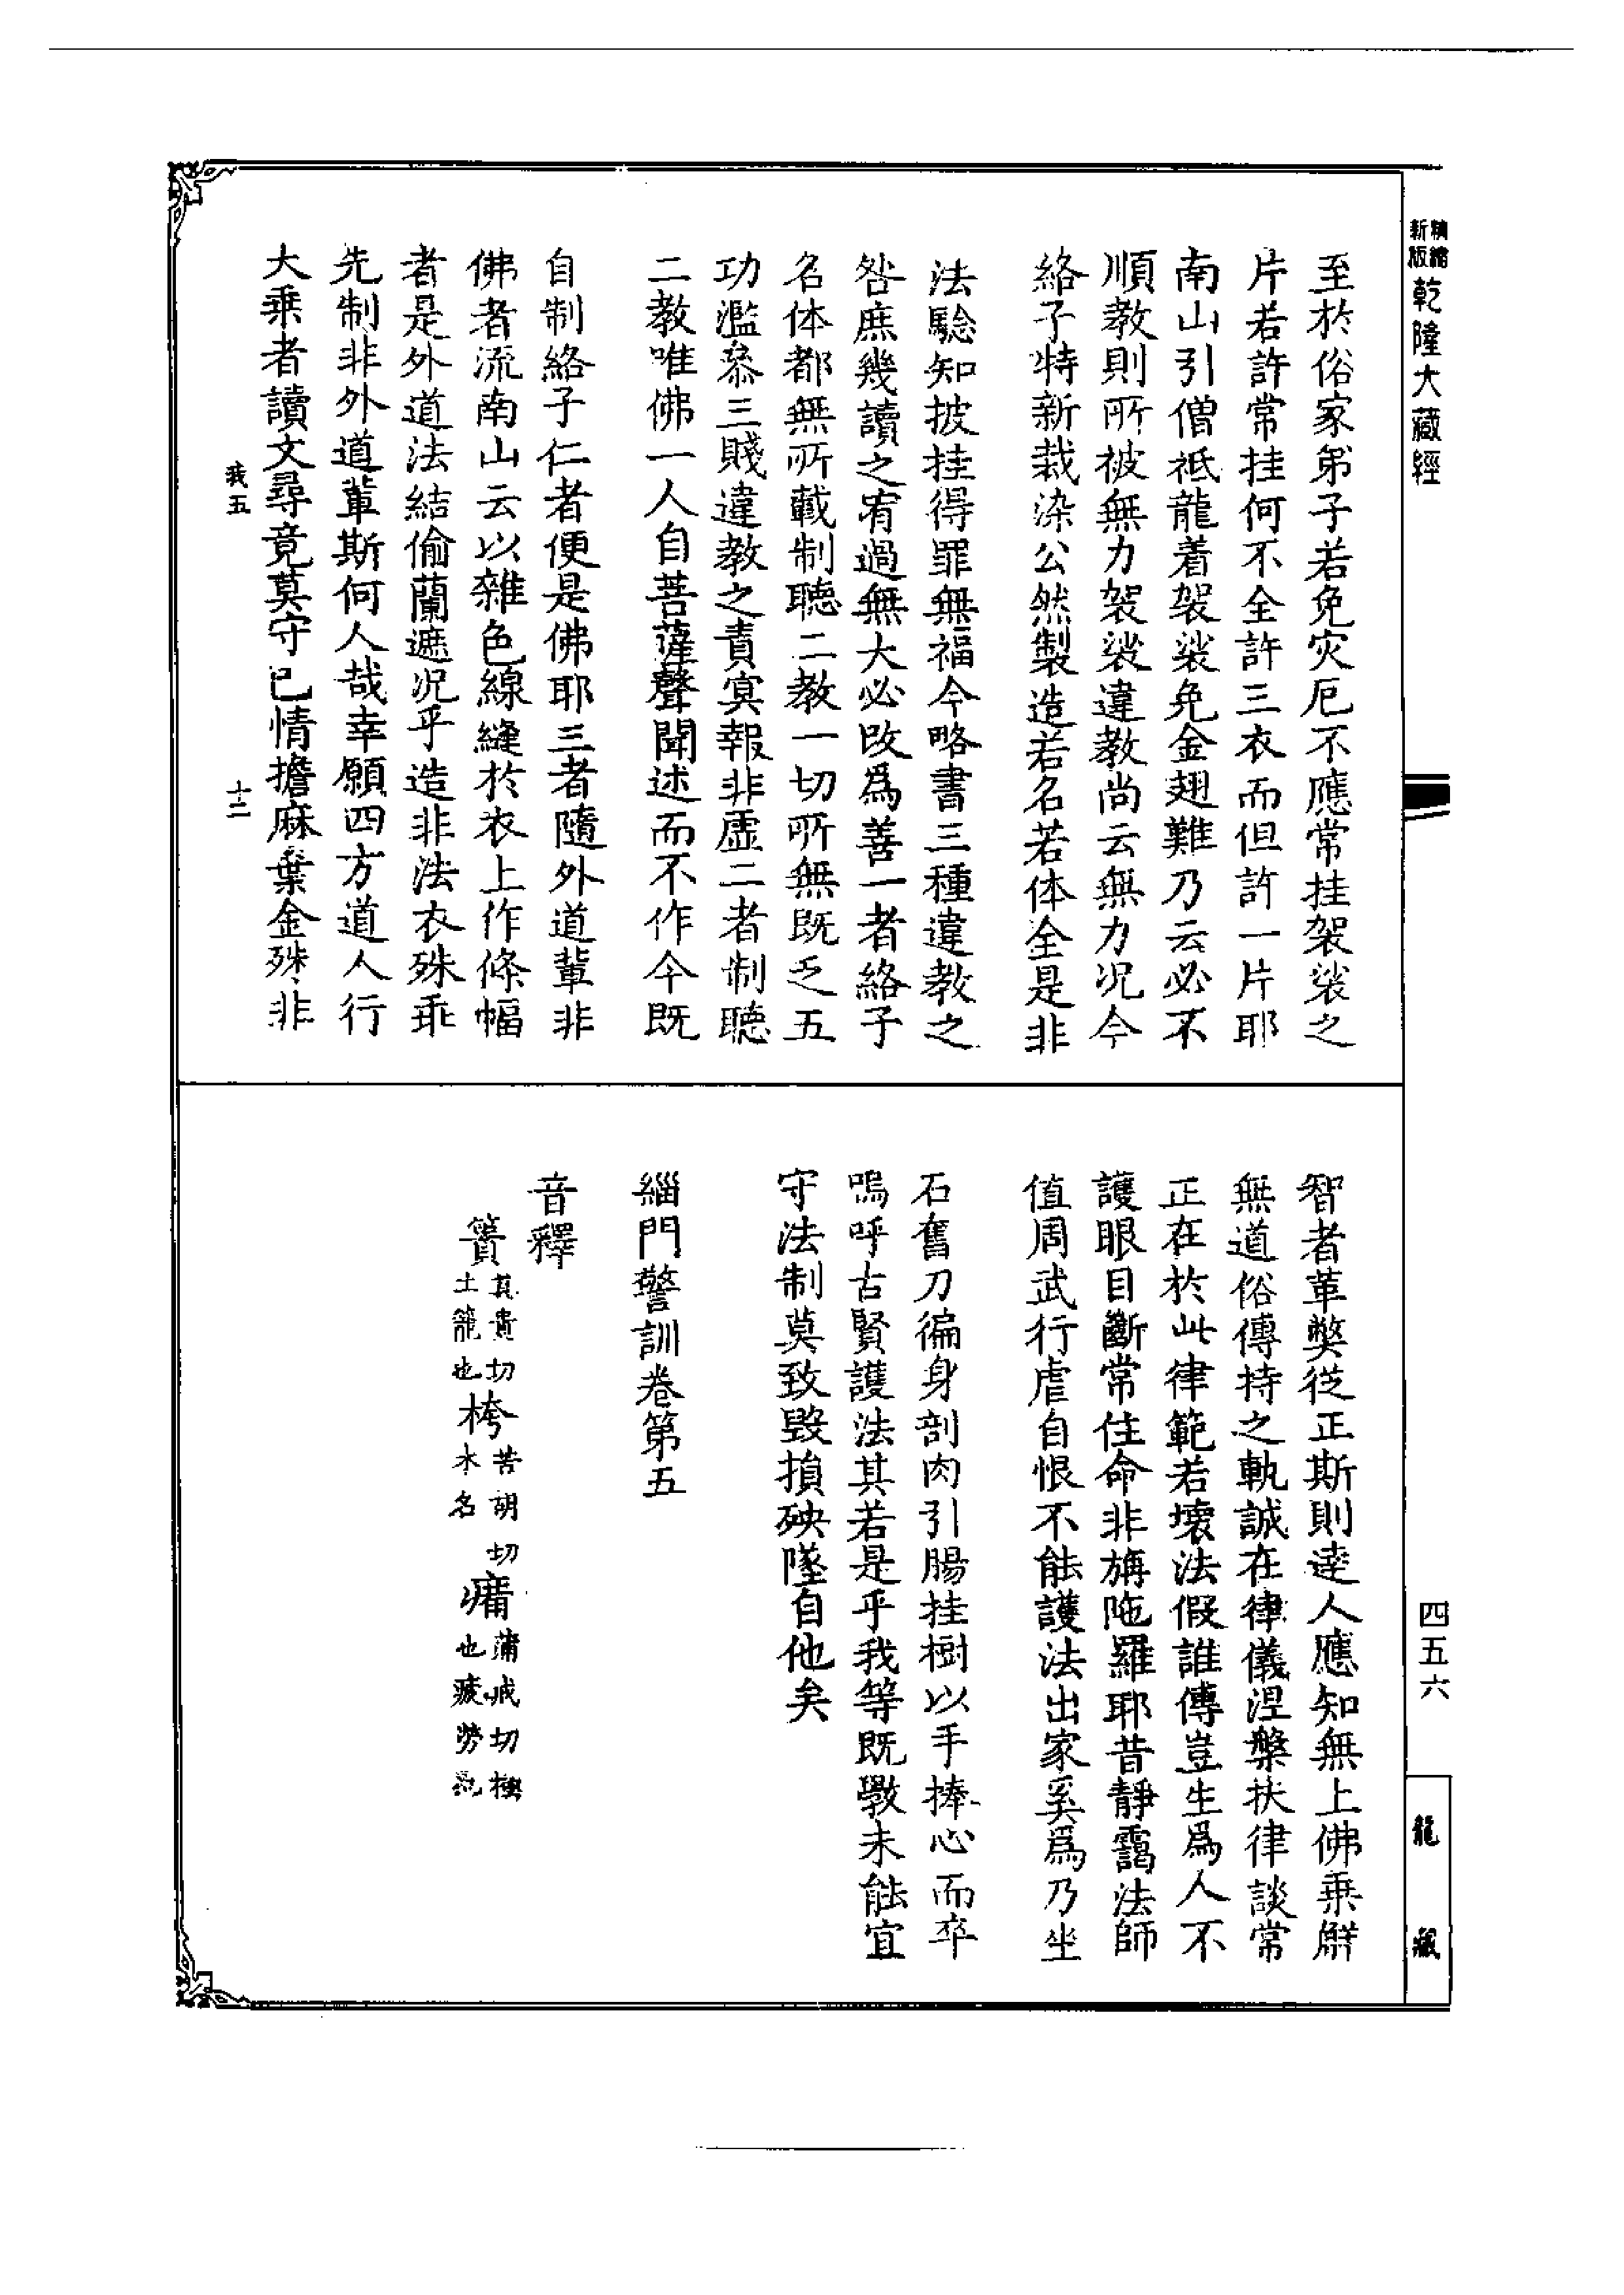 精縮新版乾隆大藏經
至於俗家弟子若免灾厄不應常挂袈裟之
片若許常挂何不全許三衣而但許一片耶
南山引僧祇龍着袈裟免金翅難乃云必不
順教則所被無力袈裟違教尚云無力况今
絡子特新裁染公然製造若名若体全是非
法驗知披挂得罪無福今略書三種違教之
咎庶幾讀之宥過無大必改爲善一者絡子
名体都無所載制聽二教一切所無既乏五
功濫叅三賤違教之責寞報非虛二者制聽
二教唯佛一人自菩薩聲聞述而不作今既
自制絡子仁者便是佛耶三者隨外道輩非
佛者流南山云以雜色線縫於衣上作條幅
者是外道法結偷蘭遮况乎造非法衣殊乖
先制非外道輩斯何人哉幸願四方道人行
大乗者讀文尋竟莫守已情擔麻棄金殊非
我五
十二
智者革獘從正斯則逹人應知無上佛乗觧
無道俗傳持之軌誠在律儀涅槃扶律談常
正在於此律範若壞法假誰傳豈生爲人不
護眼目斷常住命非旃陁羅耶昔靜靄法師
值周武行虐自恨不能護法出家奚爲乃坐
石奮刀徧身剖肉引腸挂樹以手捧心而卒
嗚呼古賢護法其若是乎我等既斅未能宜
守法制莫致毀損殃墜自他矣
緇門警訓卷第五
音釋
簣其貴切土籠也桍苦胡切木名㾱蒲戒切極也疲勞也
四五六
龍藏